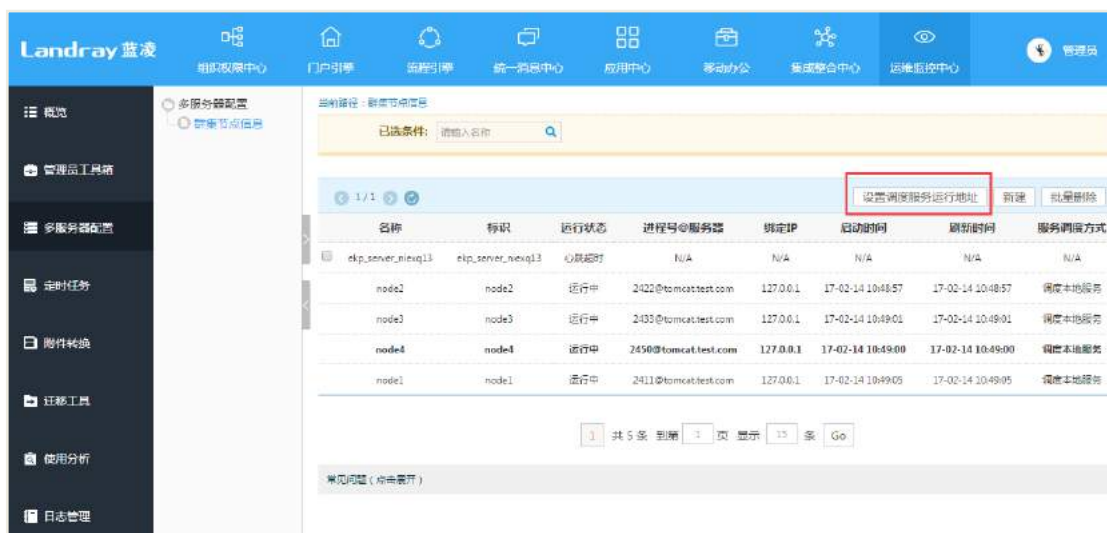 Landray 蓝凌
组织权限中心 门户引擎 流程引擎 统一消息中心 应用中心 移动办公 集成整合中心 运维监控中心 管理员
概览
管理员工具箱
多服务器配置
定时任务
附件转换
迁移工具
使用分析
日志管理
多服务器配置
群集节点信息
当前路径：群集节点信息
已选条件: 请输入名称
1/1 设置调度服务运行地址 新建 批量删除
名称 标识 运行状态 进程号@服务器 绑定IP 启动时间 刷新时间 服务调度方式
ekp_server_niexq13 ekp_server_niexq13 心跳超时 N/A N/A N/A N/A N/A
node2 node2 运行中 2422@tomcat.test.com 127.0.0.1 17-02-14 10:48:57 17-02-14 10:48:57 调度本地服务
node3 node3 运行中 2433@tomcat.test.com 127.0.0.1 17-02-14 10:49:01 17-02-14 10:49:01 调度本地服务
node4 node4 运行中 2450@tomcat.test.com 127.0.0.1 17-02-14 10:49:00 17-02-14 10:49:00 调度本地服务
node1 node1 运行中 2411@tomcat.test.com 127.0.0.1 17-02-14 10:49:05 17-02-14 10:49:05 调度本地服务
1 共 5 条 到第 1 页 显示 15 条 Go
常见问题（点击展开）